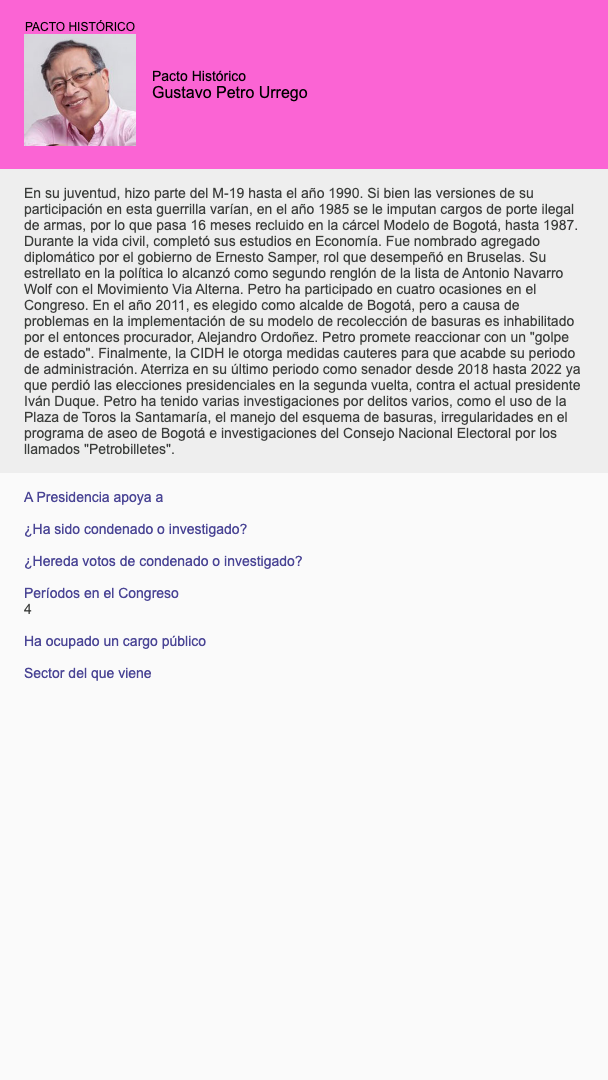 PACTO HISTÓRICO
Pacto Histórico
Gustavo Petro Urrego
En su juventud, hizo parte del M-19 hasta el año 1990. Si bien las versiones de su
participación en esta guerrilla varían, en el año 1985 se le imputan cargos de porte ilegal
de armas, por lo que pasa 16 meses recluido en la cárcel Modelo de Bogotá, hasta 1987.
Durante la vida civil, completó sus estudios en Economía. Fue nombrado agregado
diplomático por el gobierno de Ernesto Samper, rol que desempeñó en Bruselas. Su
estrellato en la política lo alcanzó como segundo renglón de la lista de Antonio Navarro
Wolf con el Movimiento Via Alterna. Petro ha participado en cuatro ocasiones en el
Congreso. En el año 2011, es elegido como alcalde de Bogotá, pero a causa de
problemas en la implementación de su modelo de recolección de basuras es inhabilitado
por el entonces procurador, Alejandro Ordoñez. Petro promete reaccionar con un "golpe
de estado". Finalmente, la CIDH le otorga medidas cauteres para que acabde su periodo
de administración. Aterriza en su último periodo como senador desde 2018 hasta 2022 ya
que perdió las elecciones presidenciales en la segunda vuelta, contra el actual presidente
Iván Duque. Petro ha tenido varias investigaciones por delitos varios, como el uso de la
Plaza de Toros la Santamaría, el manejo del esquema de basuras, irregularidades en el
programa de aseo de Bogotá e investigaciones del Consejo Nacional Electoral por los
llamados "Petrobilletes".
A Presidencia apoya a
¿Ha sido condenado o investigado?
¿Hereda votos de condenado o investigado?
Períodos en el Congreso
4
Ha ocupado un cargo público
Sector del que viene